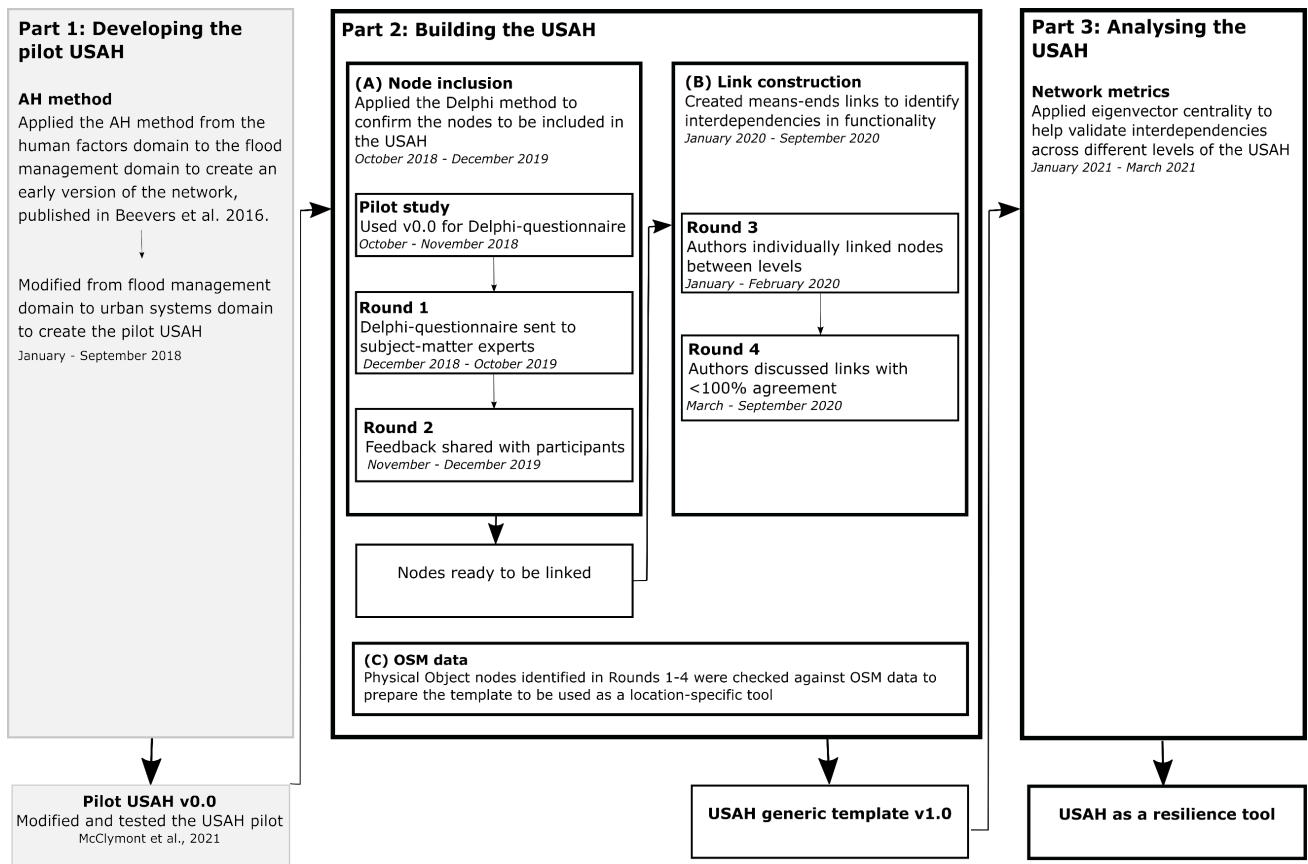 Part 1: Developing the
pilot USAH
AH method
Applied the AH method from the
human factors domain to the flood
management domain to create an
early version of the network,
published in Beevers et al. 2016.
Modified from flood management
domain to urban systems domain
to create the pilot USAH
January - September 2018
Pilot USAH v0.0
Modified and tested the USAH pilot
McClymont et al., 2021
Part 2: Building the USAH
(A) Node inclusion
Applied the Delphi method to
confirm the nodes to be included in
the USAH
October 2018 - December 2019
Pilot study
Used v0.0 for Delphi-questionnaire
October - November 2018
Round 1
Delphi-questionnaire sent to
subject-matter experts
December 2018 - October 2019
Round 2
Feedback shared with participants
November - December 2019
Nodes ready to be linked
(B) Link construction
Created means-ends links to identify
interdependencies in functionality
January 2020 - September 2020
Round 3
Authors individually linked nodes
between levels
January - February 2020
Round 4
Authors discussed links with
<100% agreement
March - September 2020
(C) OSM data
Physical Object nodes identified in Rounds 1-4 were checked against OSM data to
prepare the template to be used as a location-specific tool
USAH generic template v1.0
Part 3: Analysing the
USAH
Network metrics
Applied eigenvector centrality to
help validate interdependencies
across different levels of the USAH
January 2021 - March 2021
USAH as a resilience tool